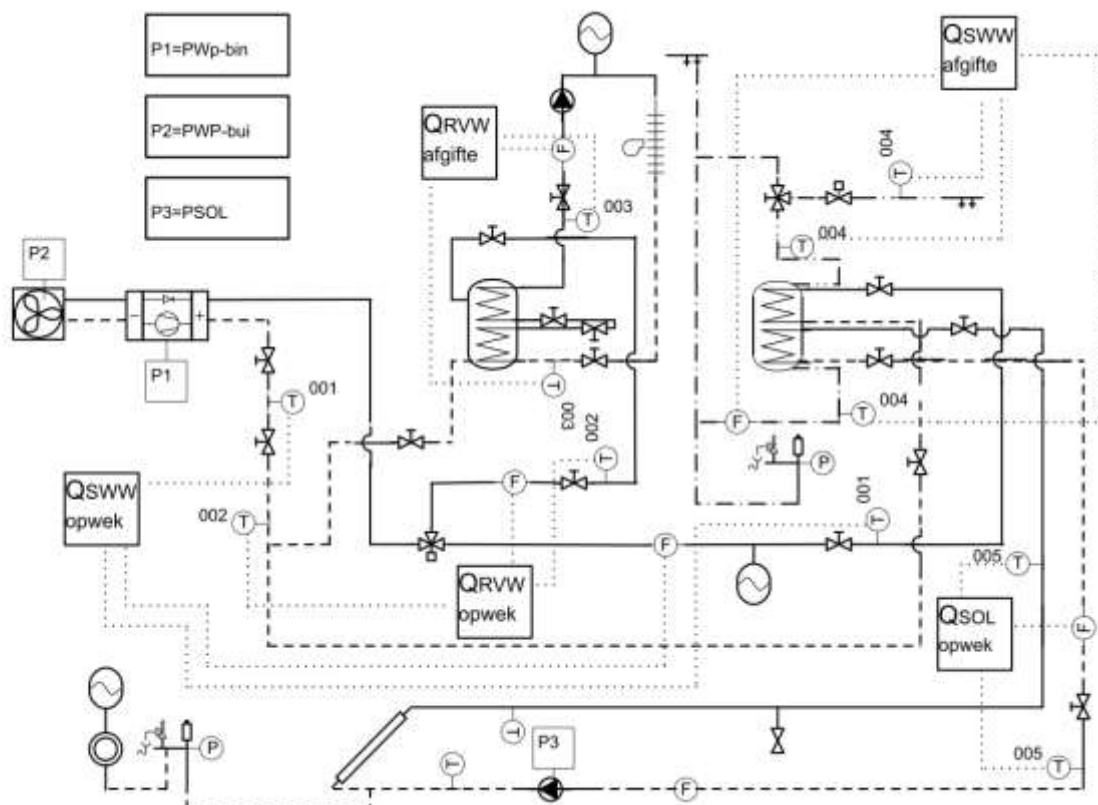 P1=PWp-bin
P2=PWP-bui
P3=PSOL
QRVW
afgifte
QSWW
afgifte
F
T
003
T
004
T
004
P2
P1
T
001
T
003
T
004
F
P
T
002
F
T
001
QSWW
opwek
T
002
F
QRVW
opwek
T
005
QSOL
opwek
F
T
P
P3
T
F
T
005